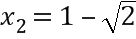 x₂ = 1 − √2